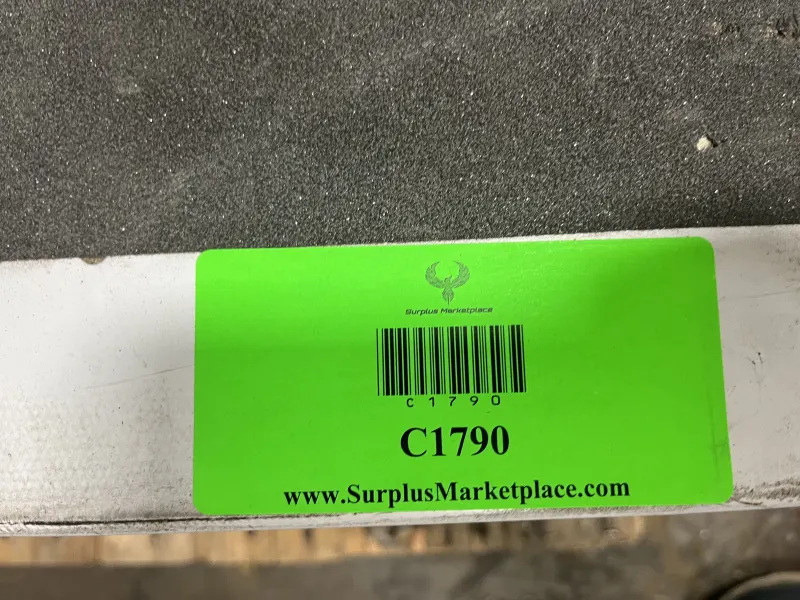 Surplus Marketplace
C1790
C1790
www.SurplusMarketplace.com